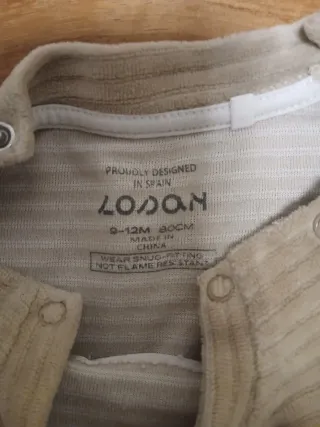 PROUDLY DESIGNED
IN SPAIN
LOSAN
9-12M 80CM
MADE IN
CHINA
WEAR SNUG-FITTING
NOT FLAME RESISTANT